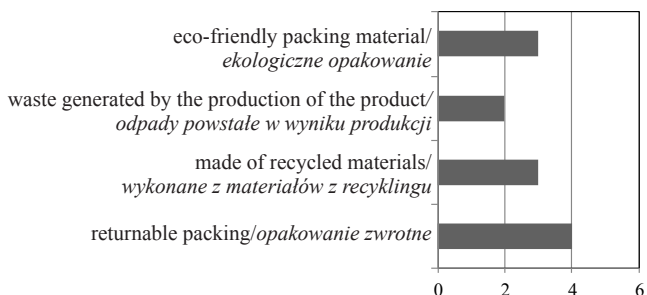 eco-friendly packing material/
ekologiczne opakowanie
waste generated by the production of the product/
odpady powstałe w wyniku produkcji
made of recycled materials/
wykonane z materiałów z recyklingu
returnable packing/opakowanie zwrotne
0 2 4 6